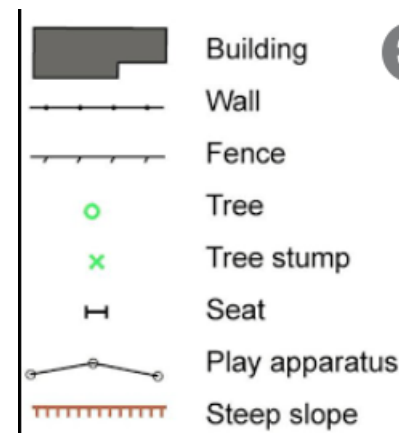 Building
Wall
Fence
Tree
Tree stump
Seat
Play apparatus
Steep slope